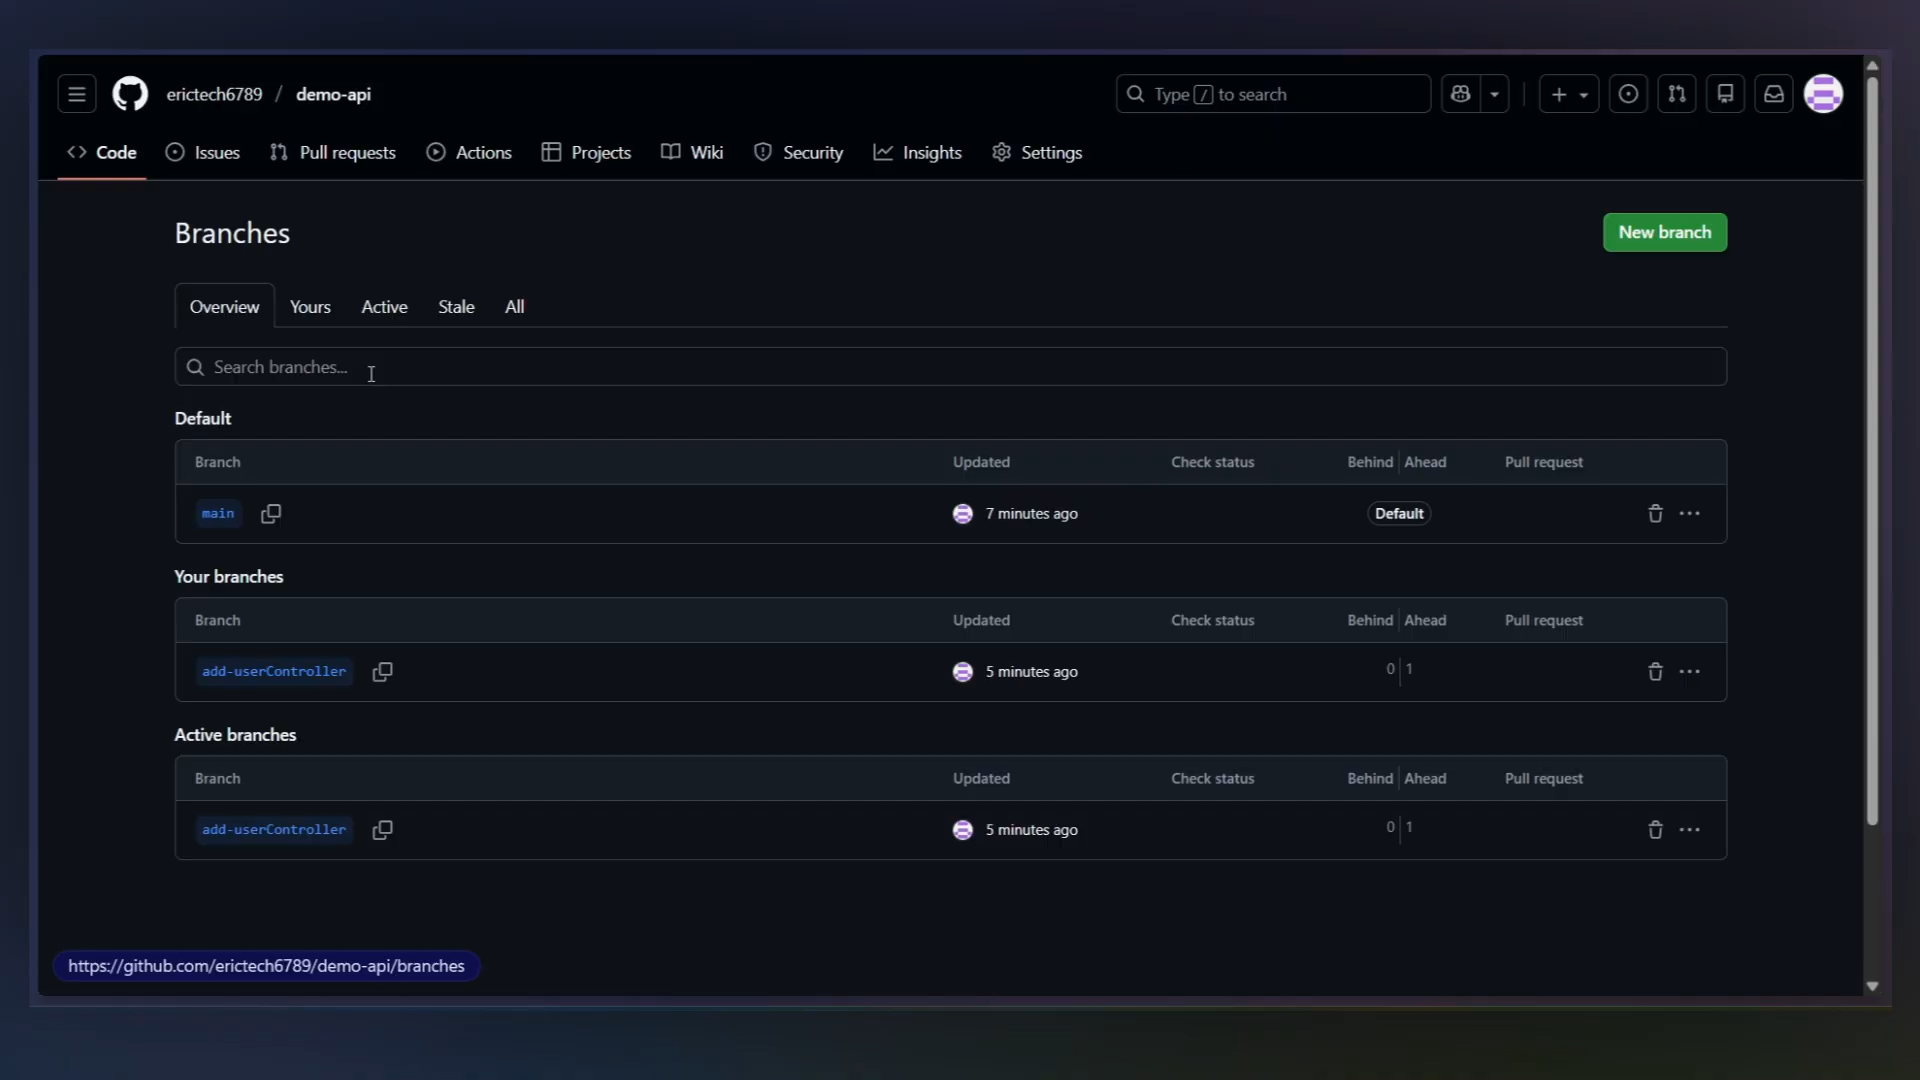 erictech6789 / demo-api
Type / to search
Code Issues Pull requests Actions Projects Wiki Security Insights Settings
Branches
New branch
Overview Yours Active Stale All
Search branches...
Default
Branch Updated Check status Behind Ahead Pull request
main 7 minutes ago Default
Your branches
Branch Updated Check status Behind Ahead Pull request
add-userController 5 minutes ago 0 1
Active branches
Branch Updated Check status Behind Ahead Pull request
add-userController 5 minutes ago 0 1
https://github.com/erictech6789/demo-api/branches